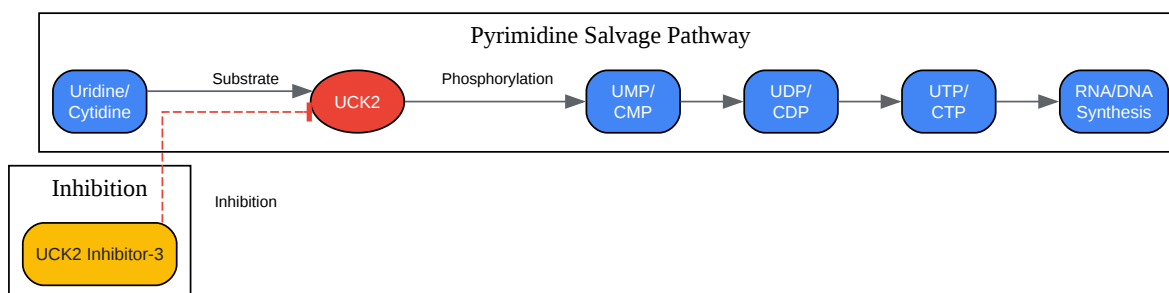 Pyrimidine Salvage Pathway
Uridine/
Cytidine
Substrate
UCK2
Phosphorylation
UMP/
CMP
UDP/
CDP
UTP/
CTP
RNA/DNA
Synthesis
Inhibition
Inhibition
UCK2 Inhibitor-3